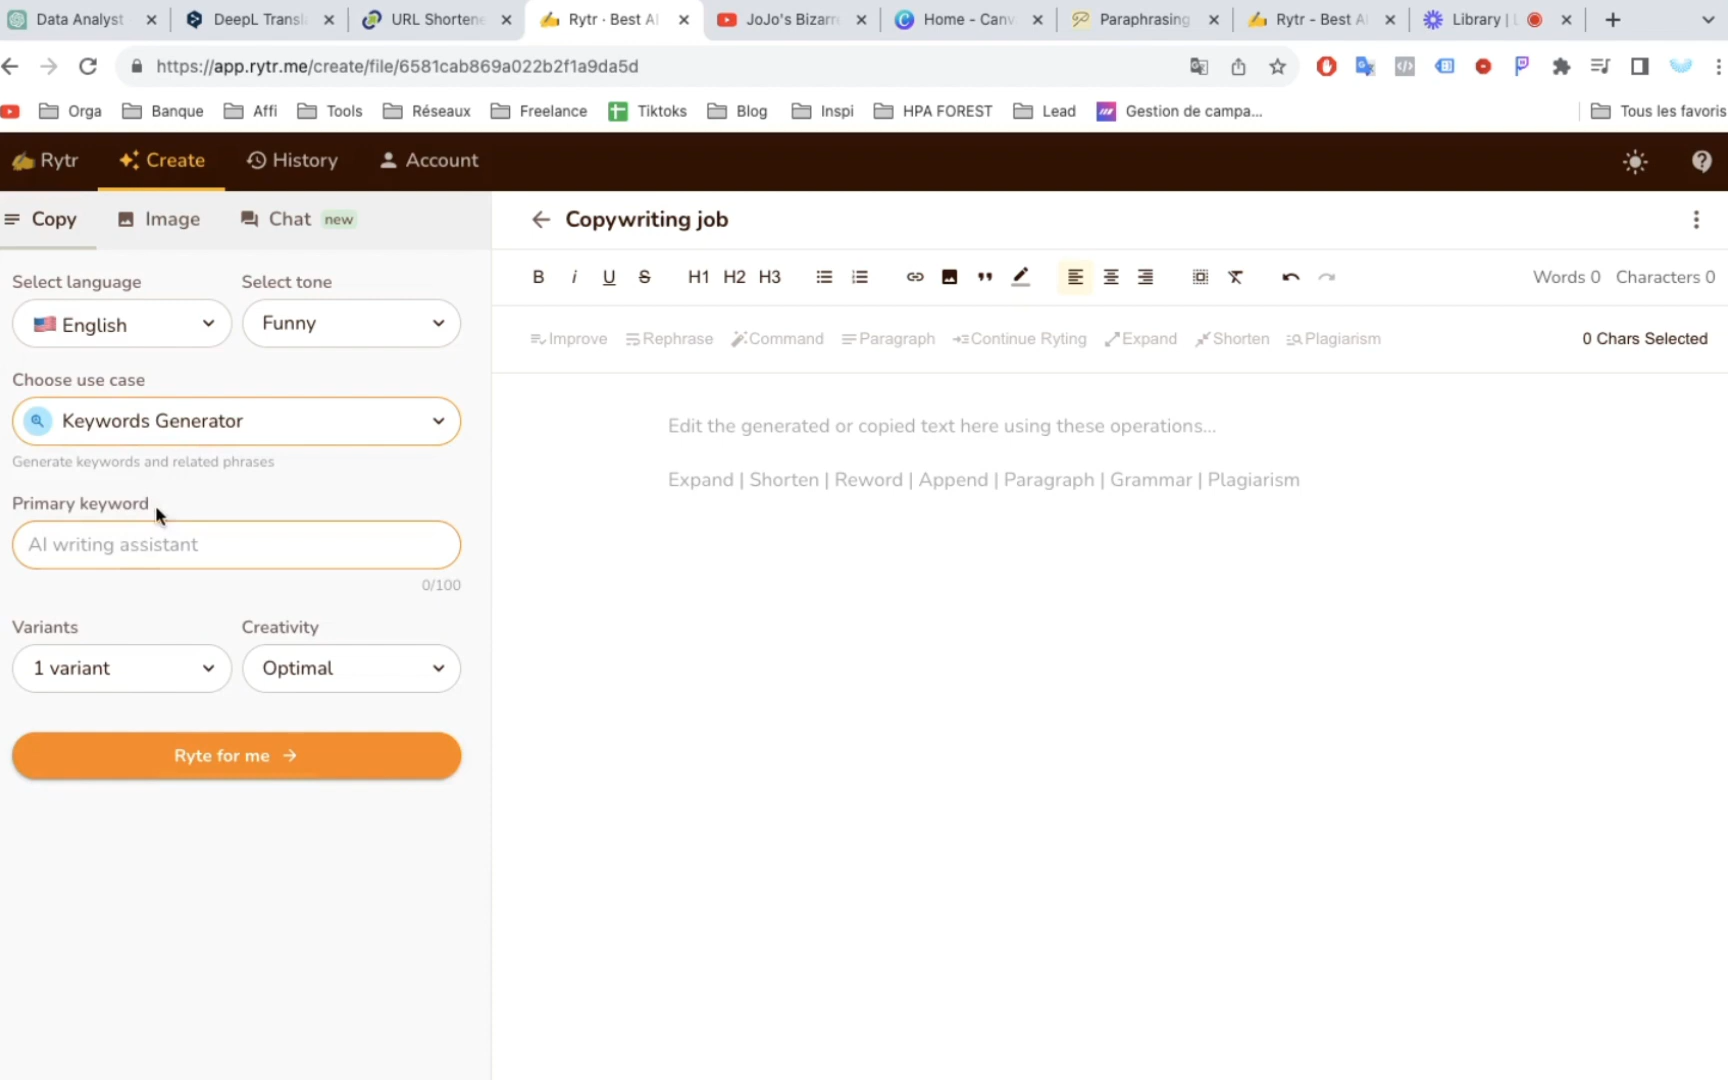 Data Analyst
DeepL Transl
URL Shortene
Rytr · Best AI
JoJo's Bizarr
Home - Canv
Paraphrasing
Rytr - Best AI
Library |
https://app.rytr.me/create/file/6581cab869a022b2f1a9da5d
Orga Banque Affi Tools Réseaux Freelance Tiktoks Blog Inspi HPA FOREST Lead Gestion de campa... Tous les favoris
Rytr Create History Account
Copy Image Chat new
Copywriting job
B i U S H1 H2 H3 Words 0 Characters 0
Improve Rephrase Command Paragraph Continue Ryting Expand Shorten Plagiarism 0 Chars Selected
Select language Select tone
English Funny
Choose use case
Keywords Generator
Generate keywords and related phrases
Primary keyword
AI writing assistant
0/100
Variants Creativity
1 variant Optimal
Ryte for me →
Edit the generated or copied text here using these operations...
Expand | Shorten | Reword | Append | Paragraph | Grammar | Plagiarism